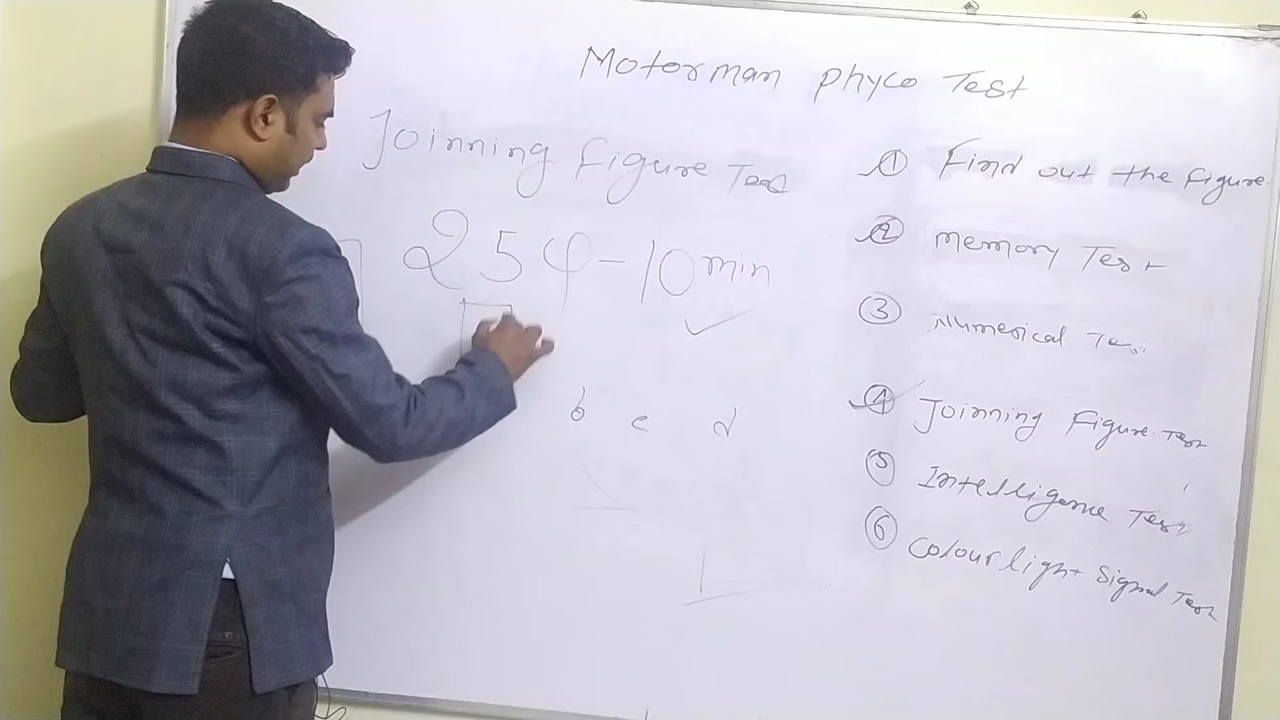 Motorman phyco Test
Joinning figure Test
25 φ - 10 min
b c d
① Find out the figure
② memory Test
③ Numerical Test
④ Joinning Figure Test
⑤ Intelligence Test
⑥ Colour light Signal Test